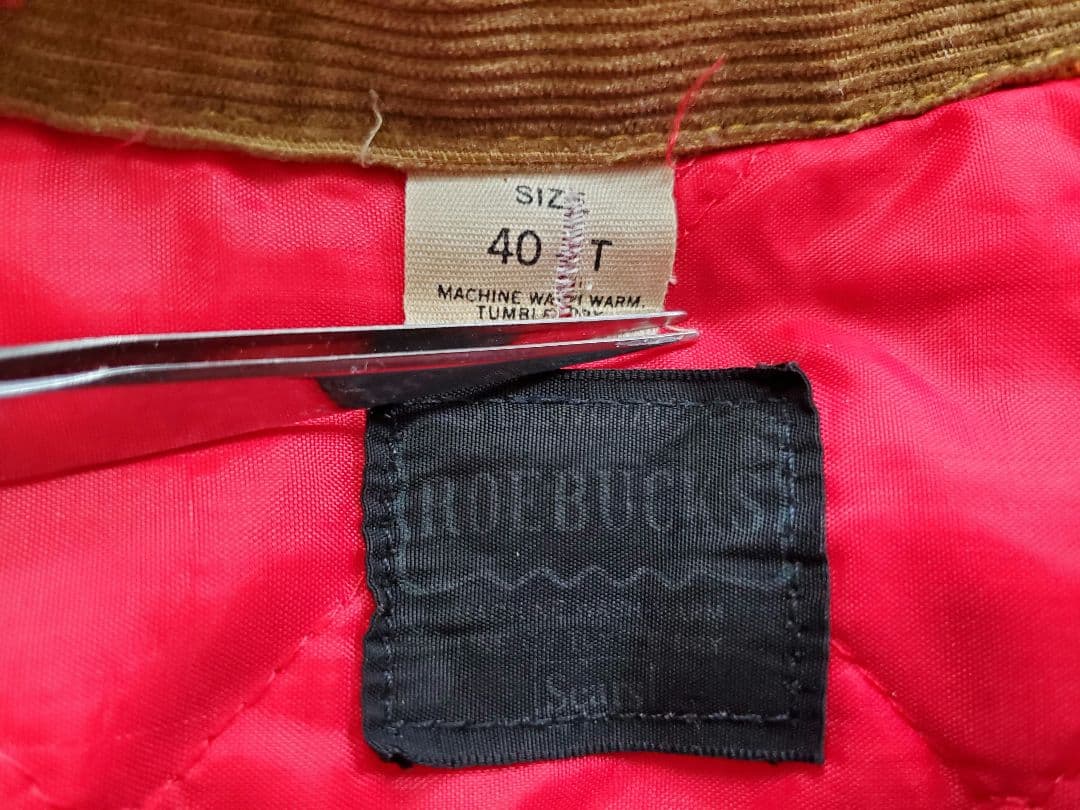 SIZE
40 T
MACHINE WASH WARM.
TUMBLE DRY
ROEBUCKS
Sears